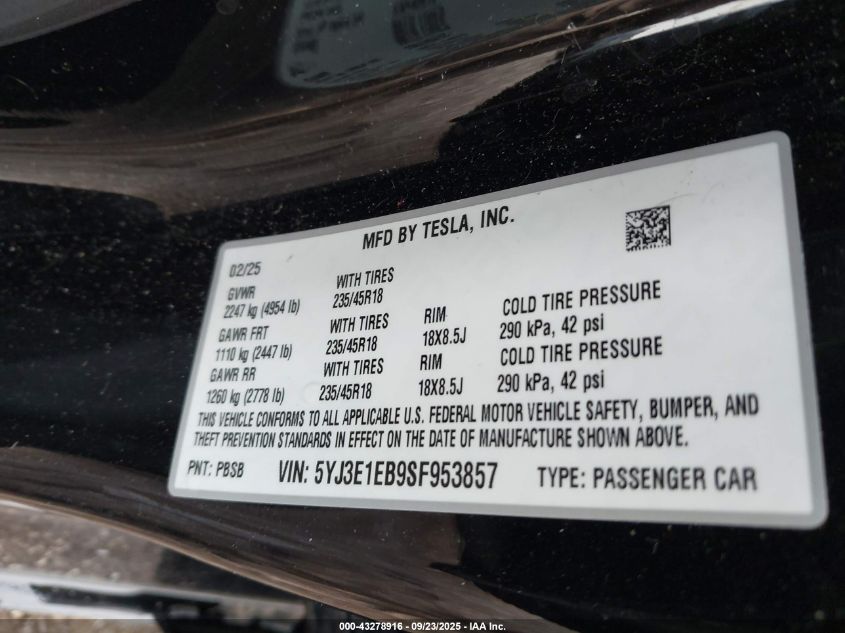 MFD BY TESLA, INC.
02/25
GVWR
2247 kg (4954 lb)
WITH TIRES
235/45R18
GAWR FRT
1110 kg (2447 lb)
WITH TIRES
235/45R18
RIM
18X8.5J
COLD TIRE PRESSURE
290 kPa, 42 psi
GAWR RR
1260 kg (2778 lb)
WITH TIRES
235/45R18
RIM
18X8.5J
COLD TIRE PRESSURE
290 kPa, 42 psi
THIS VEHICLE CONFORMS TO ALL APPLICABLE U.S. FEDERAL MOTOR VEHICLE SAFETY, BUMPER, AND
THEFT PREVENTION STANDARDS IN EFFECT ON THE DATE OF MANUFACTURE SHOWN ABOVE.
PNT: PBSB VIN: 5YJ3E1EB9SF953857 TYPE: PASSENGER CAR
000-43278916 - 09/23/2025 - IAA Inc.